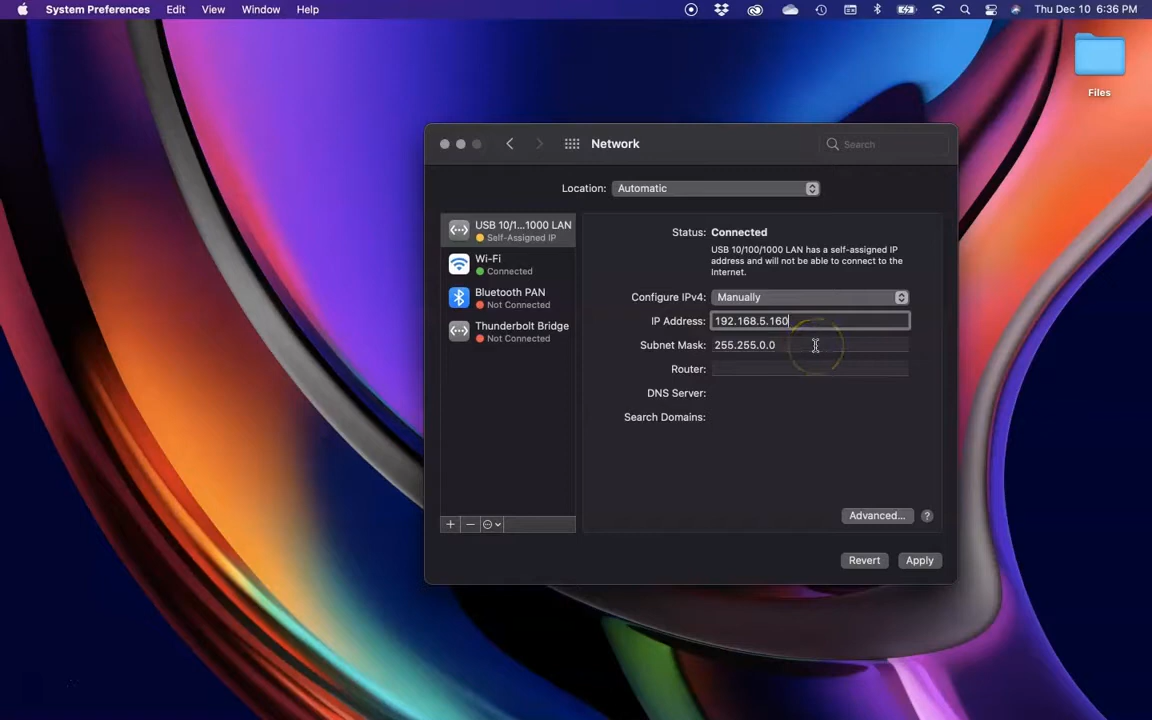 System Preferences Edit View Window Help Thu Dec 10 6:36 PM
Files
Network Search
Location: Automatic
USB 10/1...1000 LAN
Self-Assigned IP
Wi-Fi
Connected
Bluetooth PAN
Not Connected
Thunderbolt Bridge
Not Connected
Status: Connected
USB 10/100/1000 LAN has a self-assigned IP
address and will not be able to connect to the
Internet.
Configure IPv4: Manually
IP Address: 192.168.5.160
Subnet Mask: 255.255.0.0
Router:
DNS Server:
Search Domains:
Advanced... ?
Revert Apply